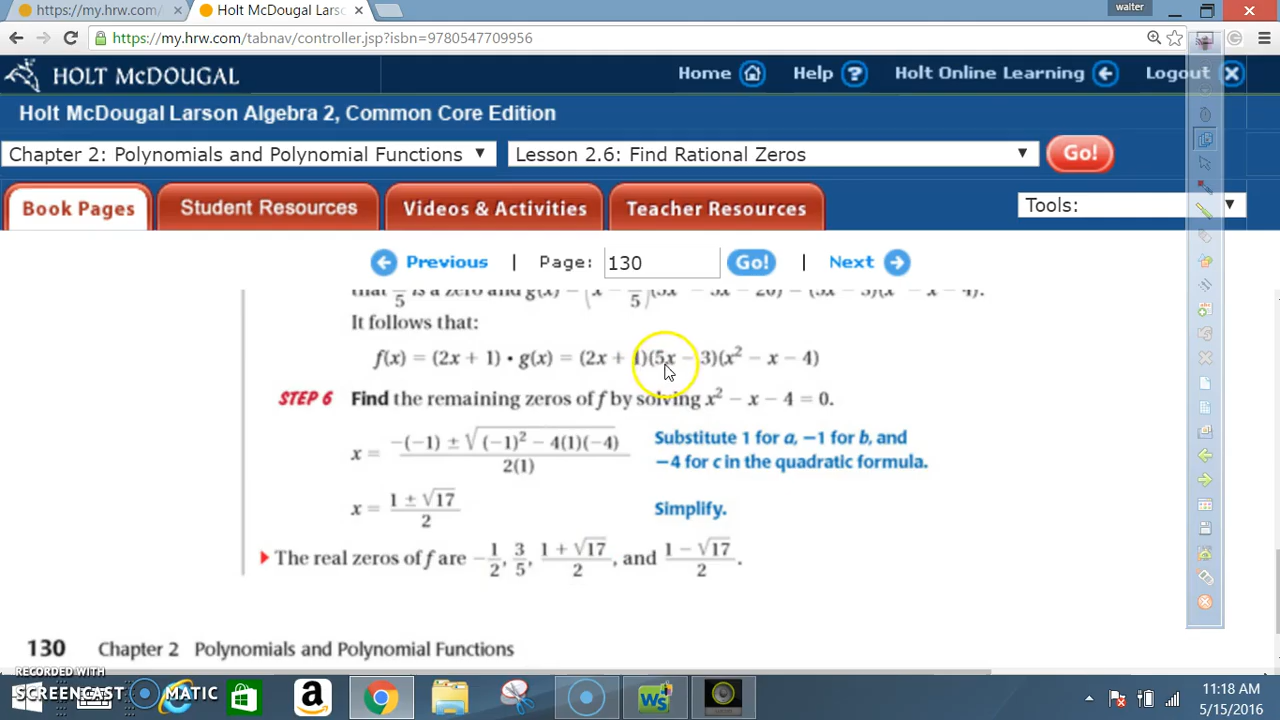 https://my.hrw.com/
Holt McDougal Lars
walter
https://my.hrw.com/tabnav/controller.jsp?isbn=9780547709956
HOLT MCDOUGAL
Home
Help
Holt Online Learning
Logout
Holt McDougal Larson Algebra 2, Common Core Edition
Chapter 2: Polynomials and Polynomial Functions
Lesson 2.6: Find Rational Zeros
Go!
Book Pages
Student Resources
Videos & Activities
Teacher Resources
Tools:
Previous | Page: 130 Go! | Next
It follows that:
f(x) = (2x + 1) • g(x) = (2x + 1)(5x − 3)(x² − x − 4)
STEP 6 Find the remaining zeros of f by solving x² − x − 4 = 0.
x = −(−1) ± √(−1)² − 4(1)(−4) / 2(1)
Substitute 1 for a, −1 for b, and
−4 for c in the quadratic formula.
x = 1 ± √17 / 2
Simplify.
The real zeros of f are −1/2, 3/5, 1 + √17 / 2, and 1 − √17 / 2.
130 Chapter 2 Polynomials and Polynomial Functions
RECORDED WITH
SCREENCAST MATIC
a
WS
11:18 AM
5/15/2016